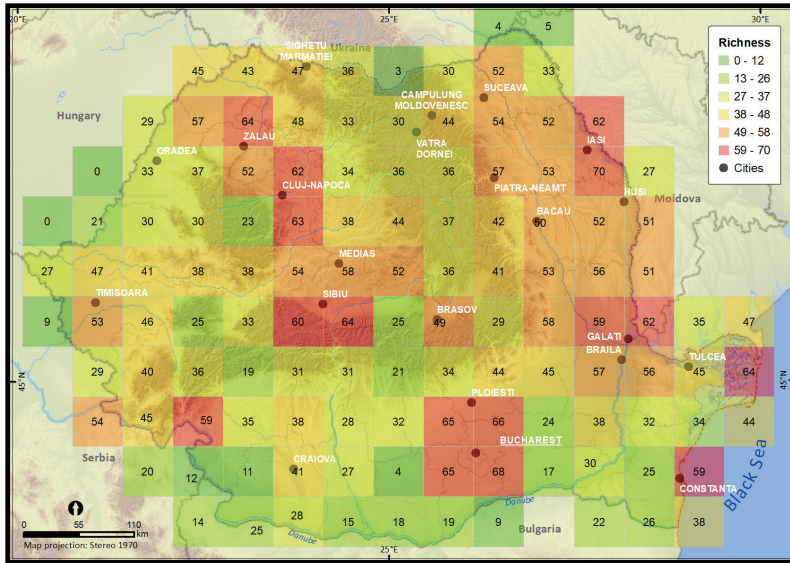 20°E 25°E 30°E
4 5
Richness
0 - 12
13 - 26
27 - 37
38 - 48
49 - 58
59 - 70
Cities
SIGHETU
MARMATIEI
Ukraine
45 43 47 36 3 30 52 33
SUCEAVA
CAMPULUNG
MOLDOVENESC
Hungary
29 57 64 48 33 30 44 54 52 62
ZALAU
VATRA
DORNEI
IASI
ORADEA
0 33 37 52 62 34 36 36 57 53 70 27
CLUJ-NAPOCA
PIATRA-NEAMT
HUSI
Moldova
BACAU
0 21 30 30 23 63 38 44 37 42 50 52 51
MEDIAS
27 47 41 38 38 54 58 52 36 41 53 56 51
TIMISOARA
SIBIU
BRASOV
9 53 46 25 33 60 64 25 49 29 58 59 62 35 47
GALATI
BRAILA
TULCEA
29 40 36 19 31 31 21 34 44 45 57 56 45 64
45°N 45°N
PLOIESTI
54 45 59 35 38 28 32 65 66 24 38 32 34 44
BUCHAREST
Serbia
CRAIOVA
20 12 11 41 27 4 65 68 17 30 25 59
CONSTANTA
Black Sea
Danube
14 25 28 15 18 19 9 22 26 38
Danube
Bulgaria
0 55 110
km
Map projection: Stereo 1970
25°E